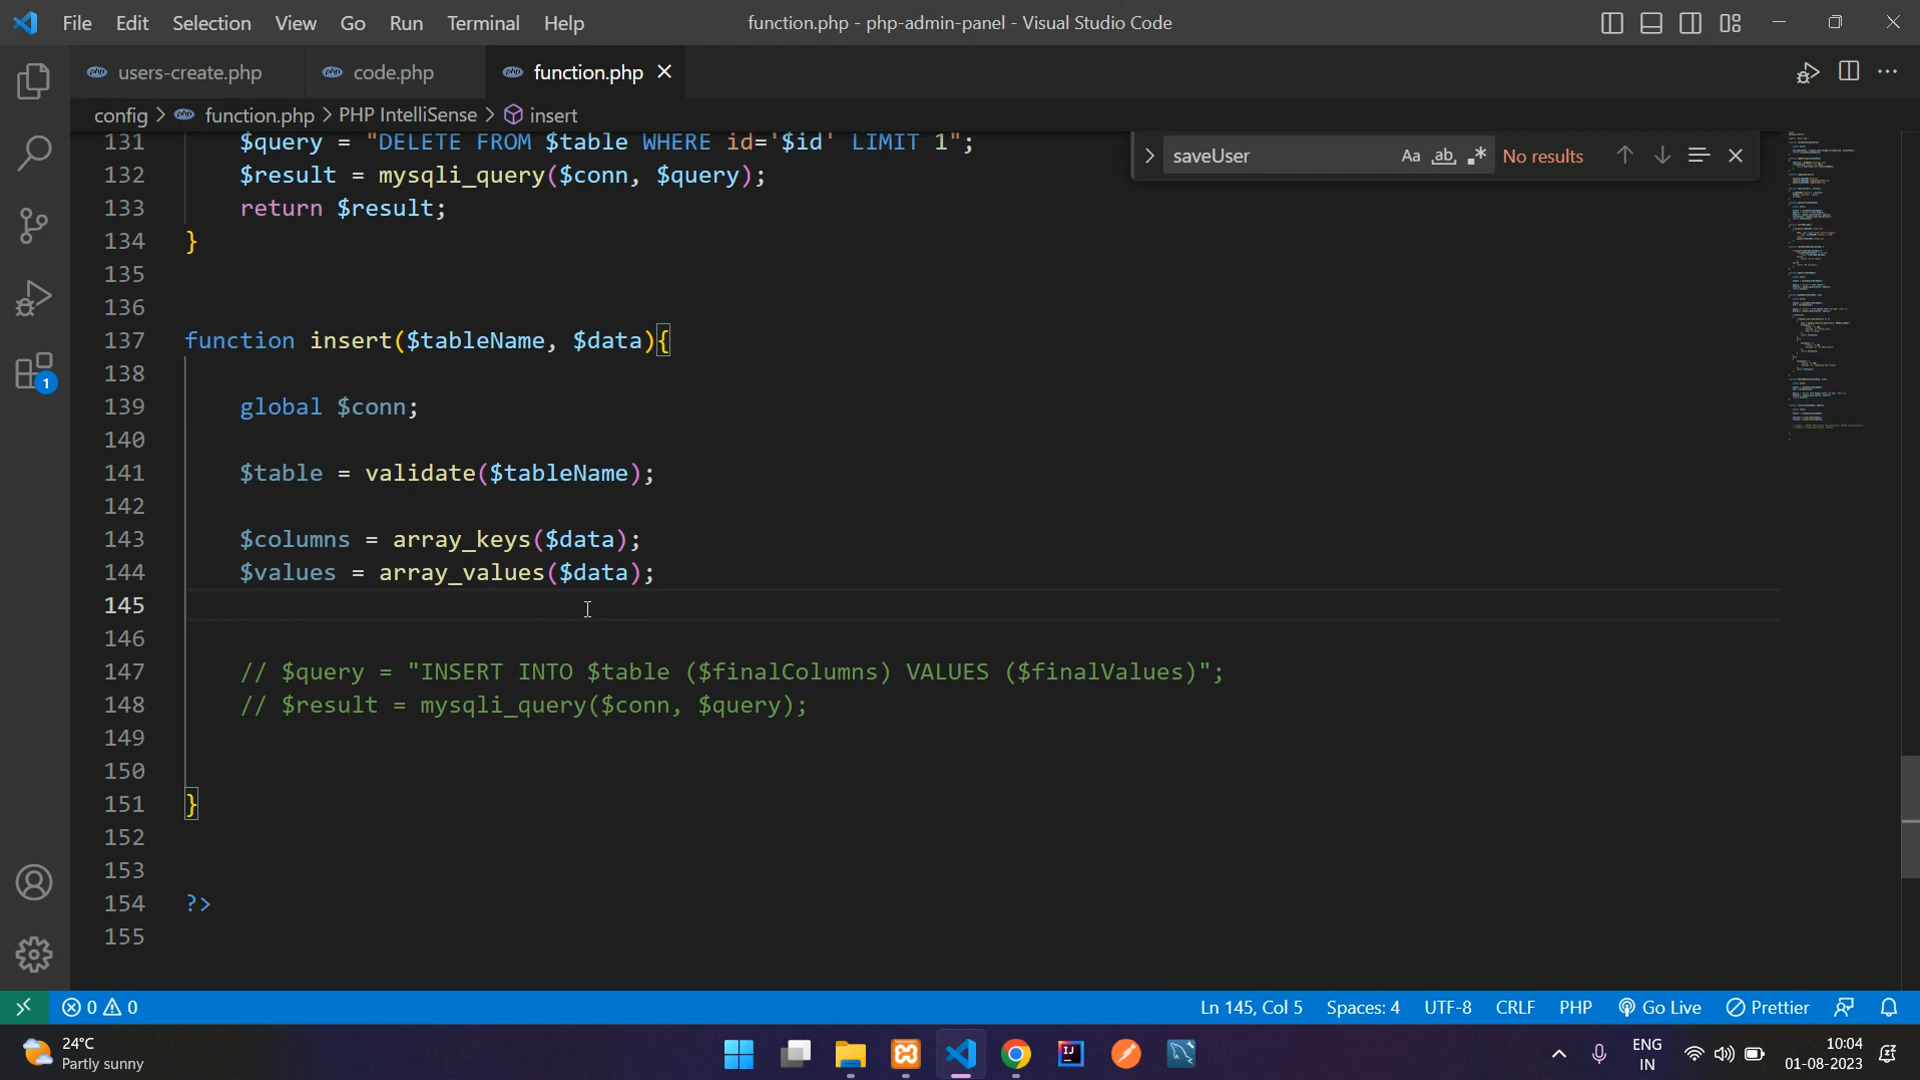 File Edit Selection View Go Run Terminal Help function.php - php-admin-panel - Visual Studio Code
users-create.php code.php function.php
config > function.php > PHP IntelliSense > insert
saveUser Aa ab .* No results
131 $query = "DELETE FROM $table WHERE id='$id' LIMIT 1";
132 $result = mysqli_query($conn, $query);
133 return $result;
134 }
135
136
137 function insert($tableName, $data){
138
139 global $conn;
140
141 $table = validate($tableName);
142
143 $columns = array_keys($data);
144 $values = array_values($data);
145
146
147 // $query = "INSERT INTO $table ($finalColumns) VALUES ($finalValues)";
148 // $result = mysqli_query($conn, $query);
149
150
151 }
152
153
154 ?>
155
1
0 0 Ln 145, Col 5 Spaces: 4 UTF-8 CRLF PHP Go Live Prettier
24°C
Partly sunny
ENG
IN
10:04
01-08-2023